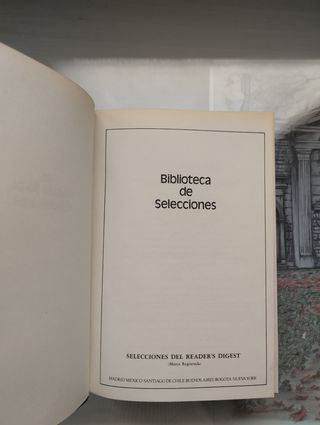 Biblioteca
de
Selecciones
SELECCIONES DEL READER'S DIGEST
(Marca Registrada)
MADRID MEXICO SANTIAGO DE CHILE BUENOS AIRES BOGOTA NUEVA YORK